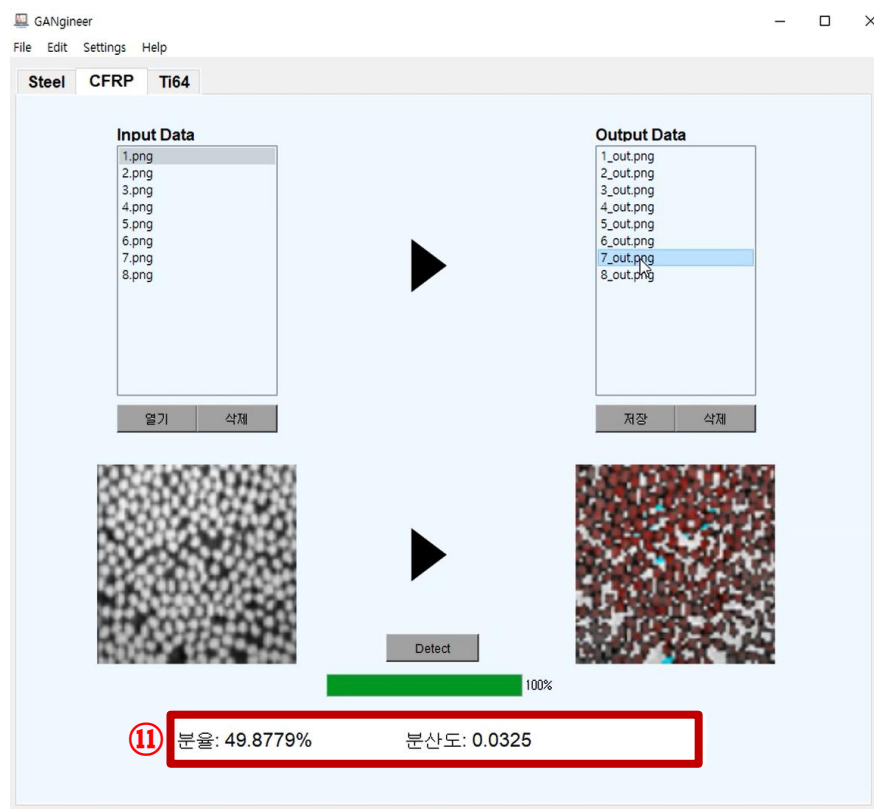 GANgineer
File Edit Settings Help
Steel CFRP Ti64
Input Data
1.png
2.png
3.png
4.png
5.png
6.png
7.png
8.png
열기 삭제
Output Data
1_out.png
2_out.png
3_out.png
4_out.png
5_out.png
6_out.png
7_out.png
8_out.png
저장 삭제
Detect
100%
⑪ 분율: 49.8779% 분산도: 0.0325